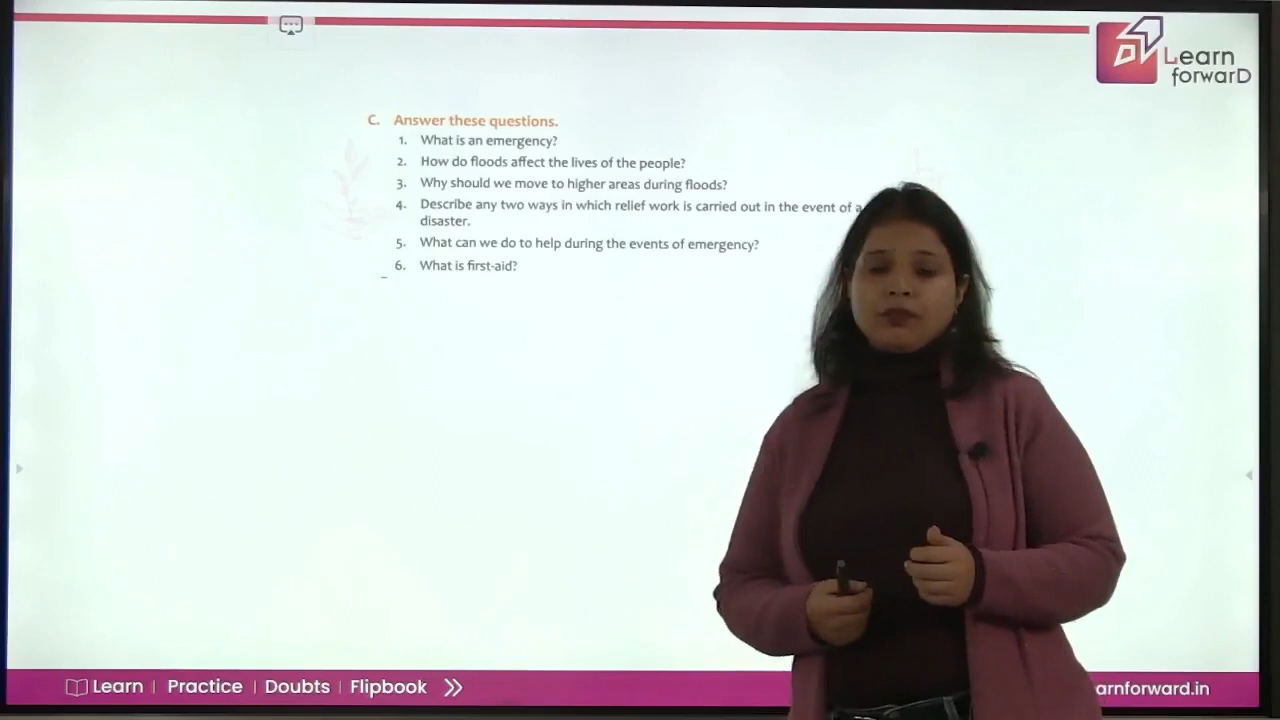 Learn
forwarD
C. Answer these questions.
1. What is an emergency?
2. How do floods affect the lives of the people?
3. Why should we move to higher areas during floods?
4. Describe any two ways in which relief work is carried out in the event of a
disaster.
5. What can we do to help during the events of emergency?
6. What is first-aid?
Learn | Practice | Doubts | Flipbook
arnforward.in